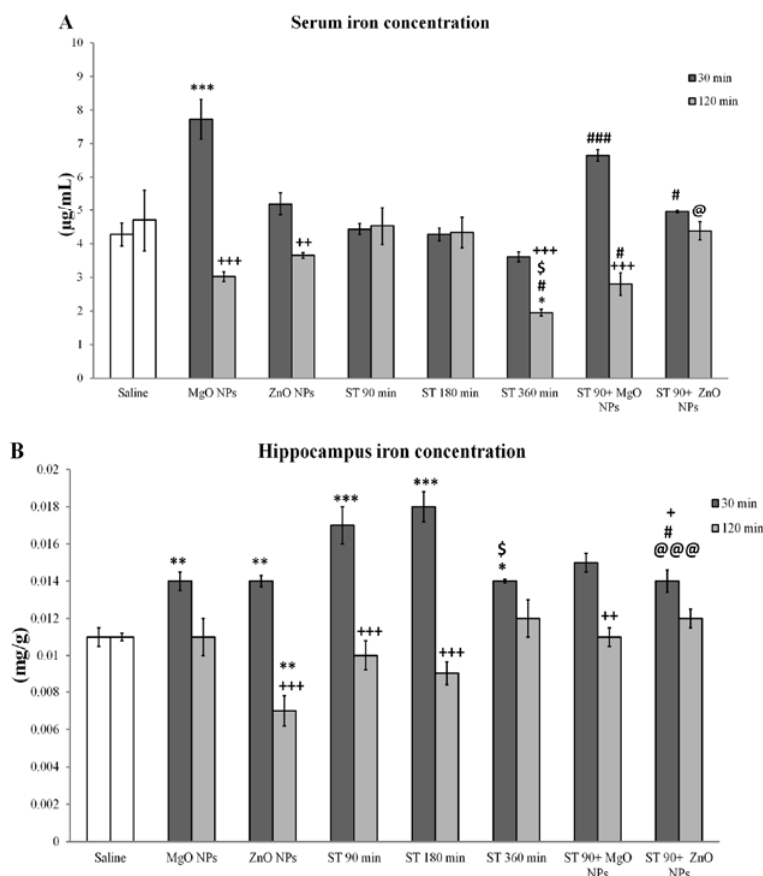 A
Serum iron concentration
10
9
8
7
6
5
4
3
2
1
0
(µg/mL)
30 min
120 min
***
+++
++
+++
$
#
*
###
#
+++
#
@
Saline
MgO NPs
ZnO NPs
ST 90 min
ST 180 min
ST 360 min
ST 90+ MgO
NPs
ST 90+ ZnO
NPs
B
Hippocampus iron concentration
0.02
0.018
0.016
0.014
0.012
0.01
0.008
0.006
0.004
0.002
0
(mg/g)
30 min
120 min
**
**
**
+++
***
+++
***
+++
$
*
++
+
#
@@@
Saline
MgO NPs
ZnO NPs
ST 90 min
ST 180 min
ST 360 min
ST 90+ MgO
NPs
ST 90+ ZnO
NPs